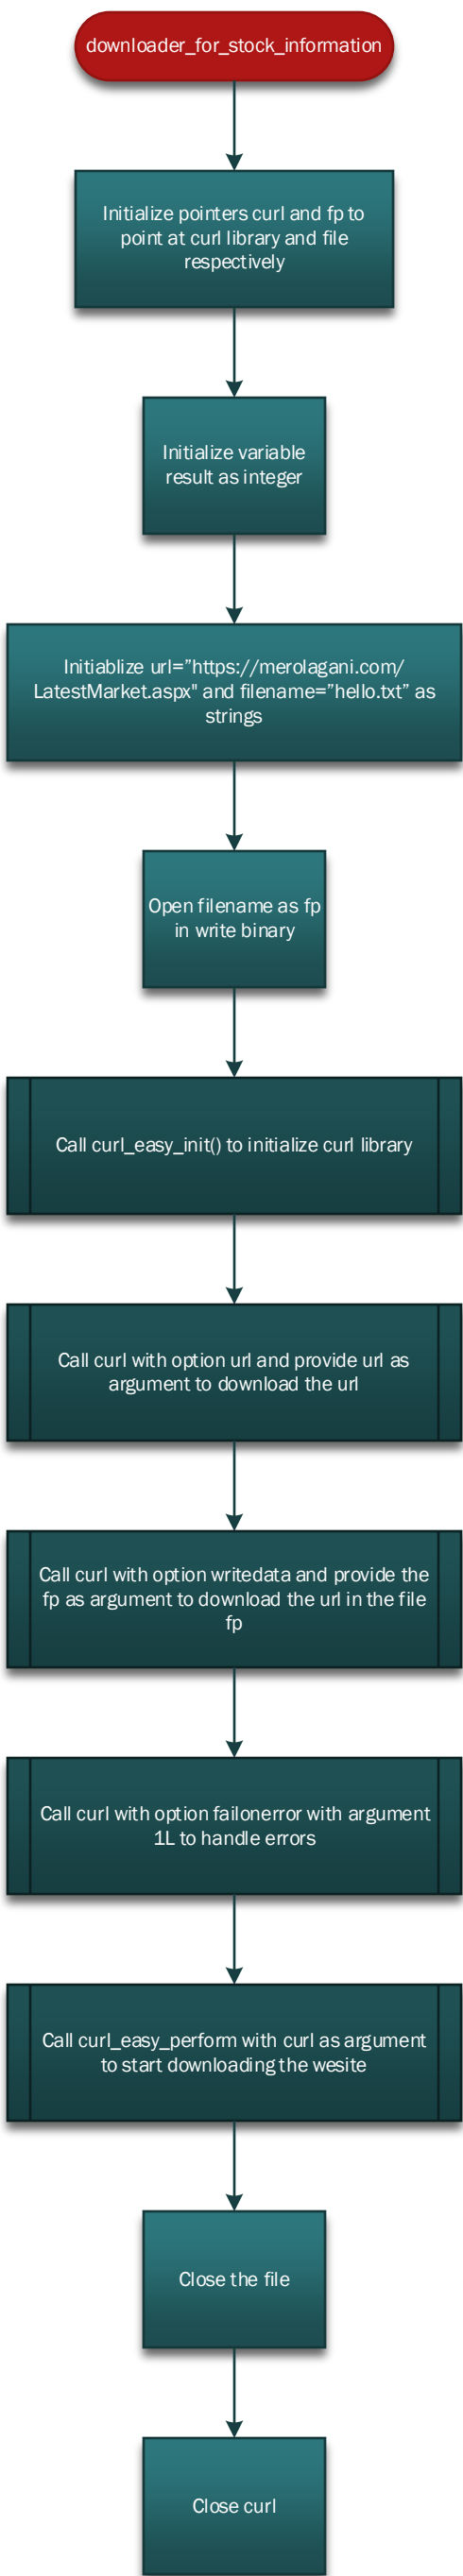 downloader_for_stock_information
Initialize pointers curl and fp to
point at curl library and file
respectively
Initialize variable
result as integer
Initiablize url=”https://merolagani.com/
LatestMarket.aspx" and filename=”hello.txt” as
strings
Open filename as fp
in write binary
Call curl_easy_init() to initialize curl library
Call curl with option url and provide url as
argument to download the url
Call curl with option writedata and provide the
fp as argument to download the url in the file
fp
Call curl with option failonerror with argument
1L to handle errors
Call curl_easy_perform with curl as argument
to start downloading the wesite
Close the file
Close curl